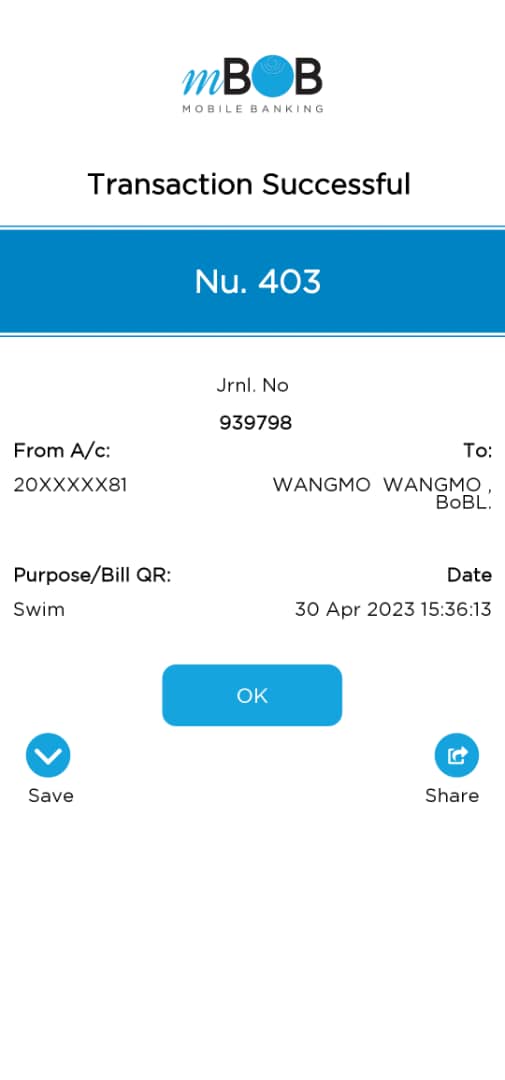 mBOB
MOBILE BANKING
Transaction Successful
Nu. 403
Jrnl. No
939798
From A/c:
To:
20XXXXX81
WANGMO WANGMO ,
BoBL.
Purpose/Bill QR:
Date
Swim
30 Apr 2023 15:36:13
OK
Save
Share